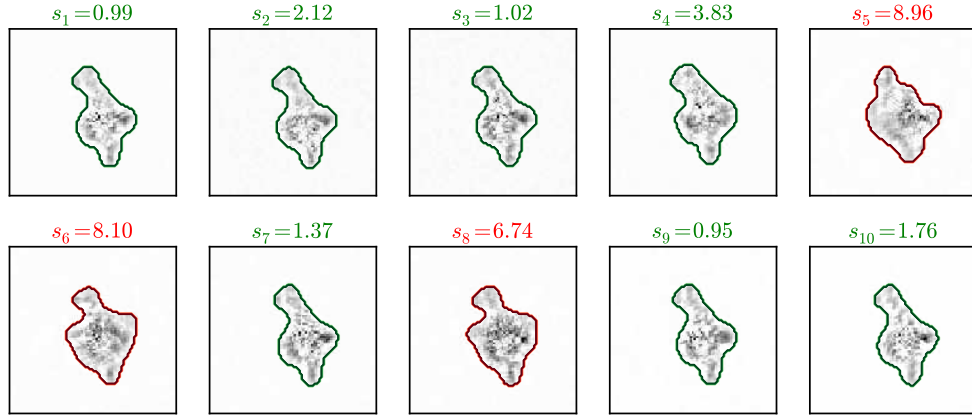 s₁=0.99 s₂=2.12 s₃=1.02 s₄=3.83 s₅=8.96
s₆=8.10 s₇=1.37 s₈=6.74 s₉=0.95 s₁₀=1.76